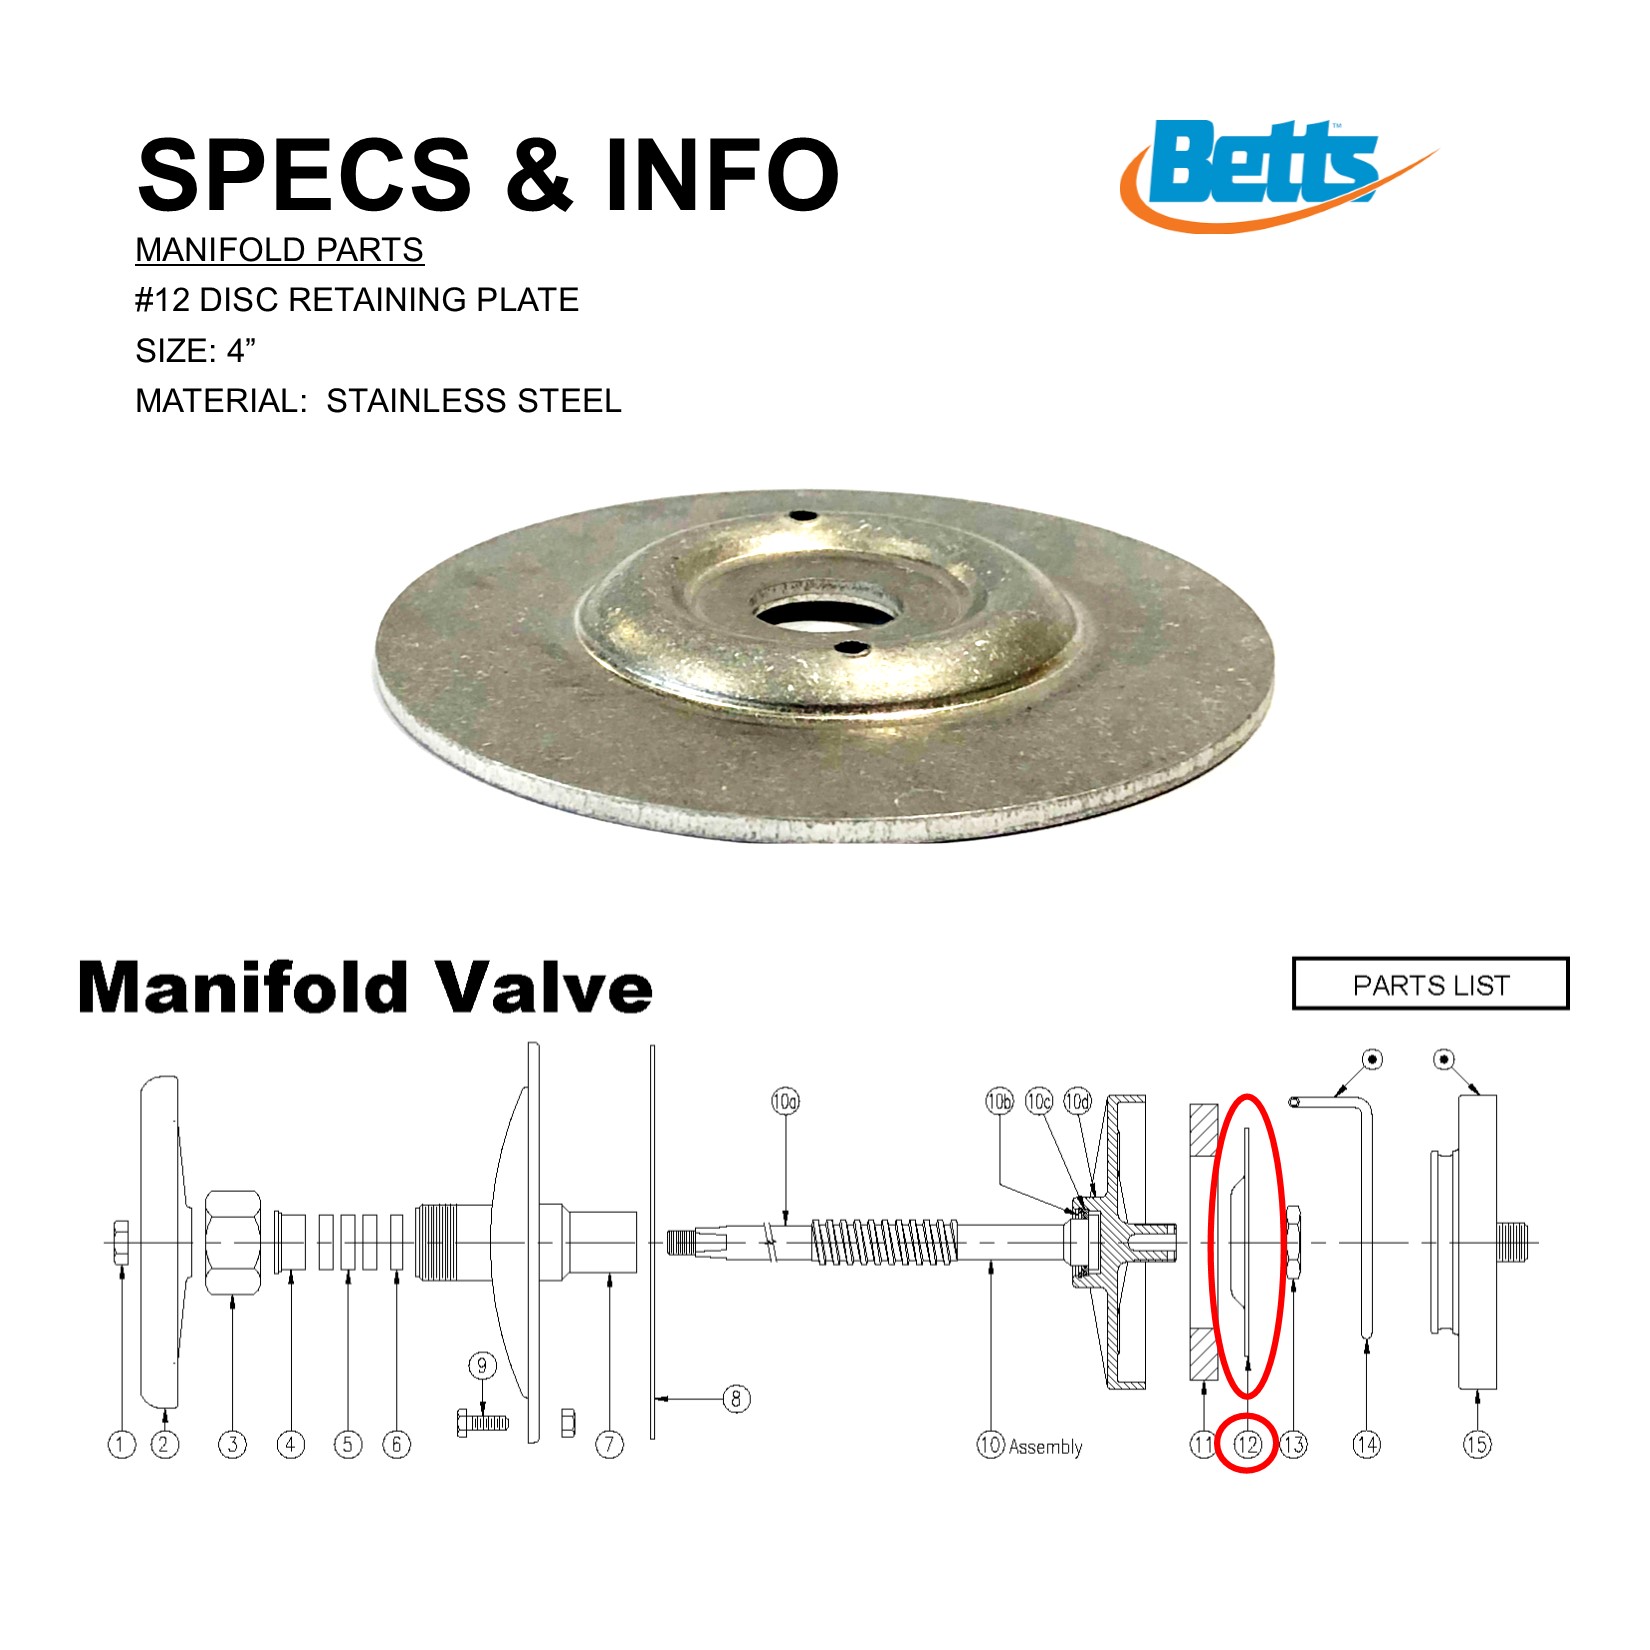 SPECS & INFO
Betts™
MANIFOLD PARTS
#12 DISC RETAINING PLATE
SIZE: 4”
MATERIAL:  STAINLESS STEEL
Manifold Valve
PARTS LIST
10a
10b
10c
10d
9
8
1
2
3
4
5
6
7
10 Assembly
11
12
13
14
15